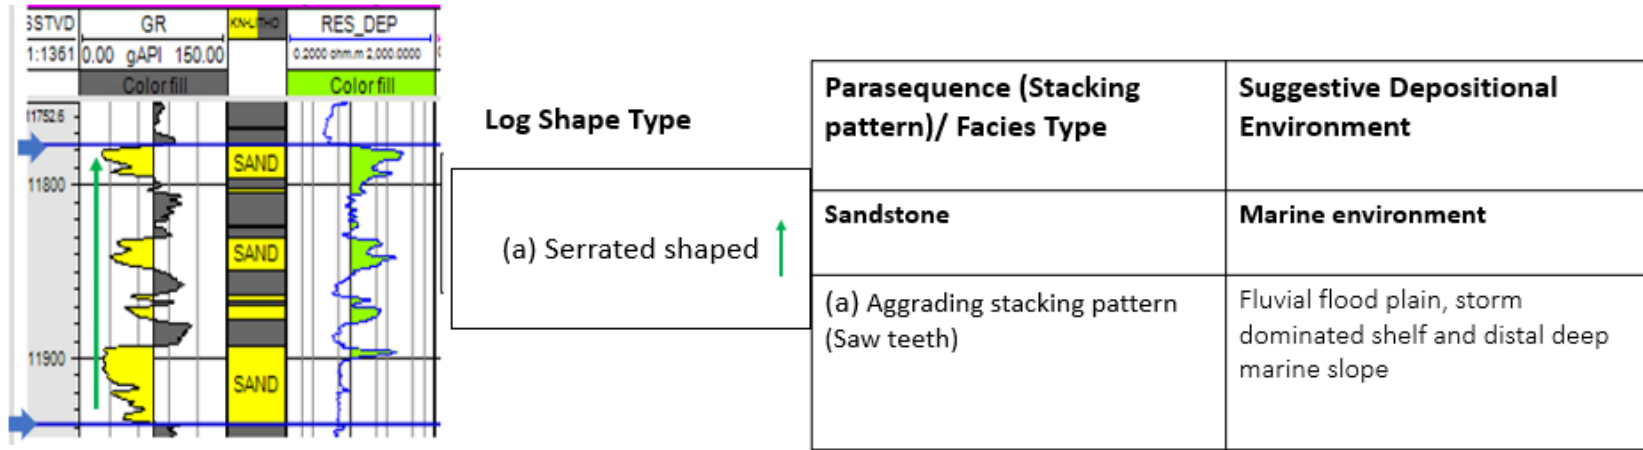 SSTVD GR KN-LITHO RES_DEP
1:1361 0.00 gAPI 150.00 0.2000 ohm.m 2,000.0000
Color fill Color fill
11752.6
SAND
11800
SAND
11900
SAND
Log Shape Type
(a) Serrated shaped
Parasequence (Stacking
pattern)/ Facies Type
Suggestive Depositional
Environment
Sandstone
Marine environment
(a) Aggrading stacking pattern
(Saw teeth)
Fluvial flood plain, storm
dominated shelf and distal deep
marine slope